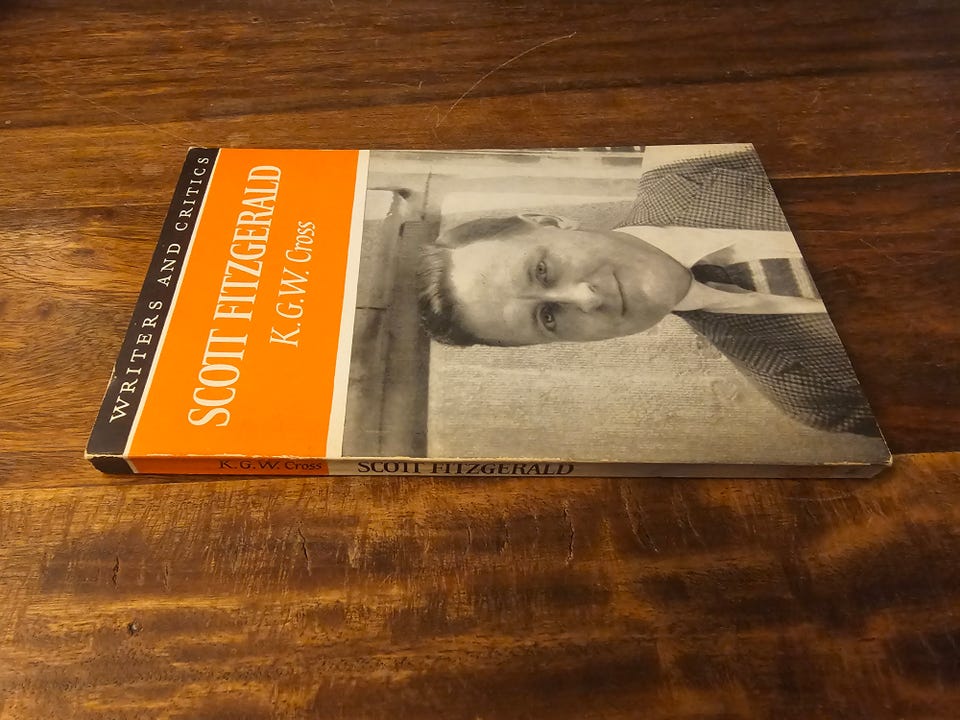 WRITERS AND CRITICS
SCOTT FITZGERALD
K.G.W. Cross
K.G.W. Cross
SCOTT FITZGERALD